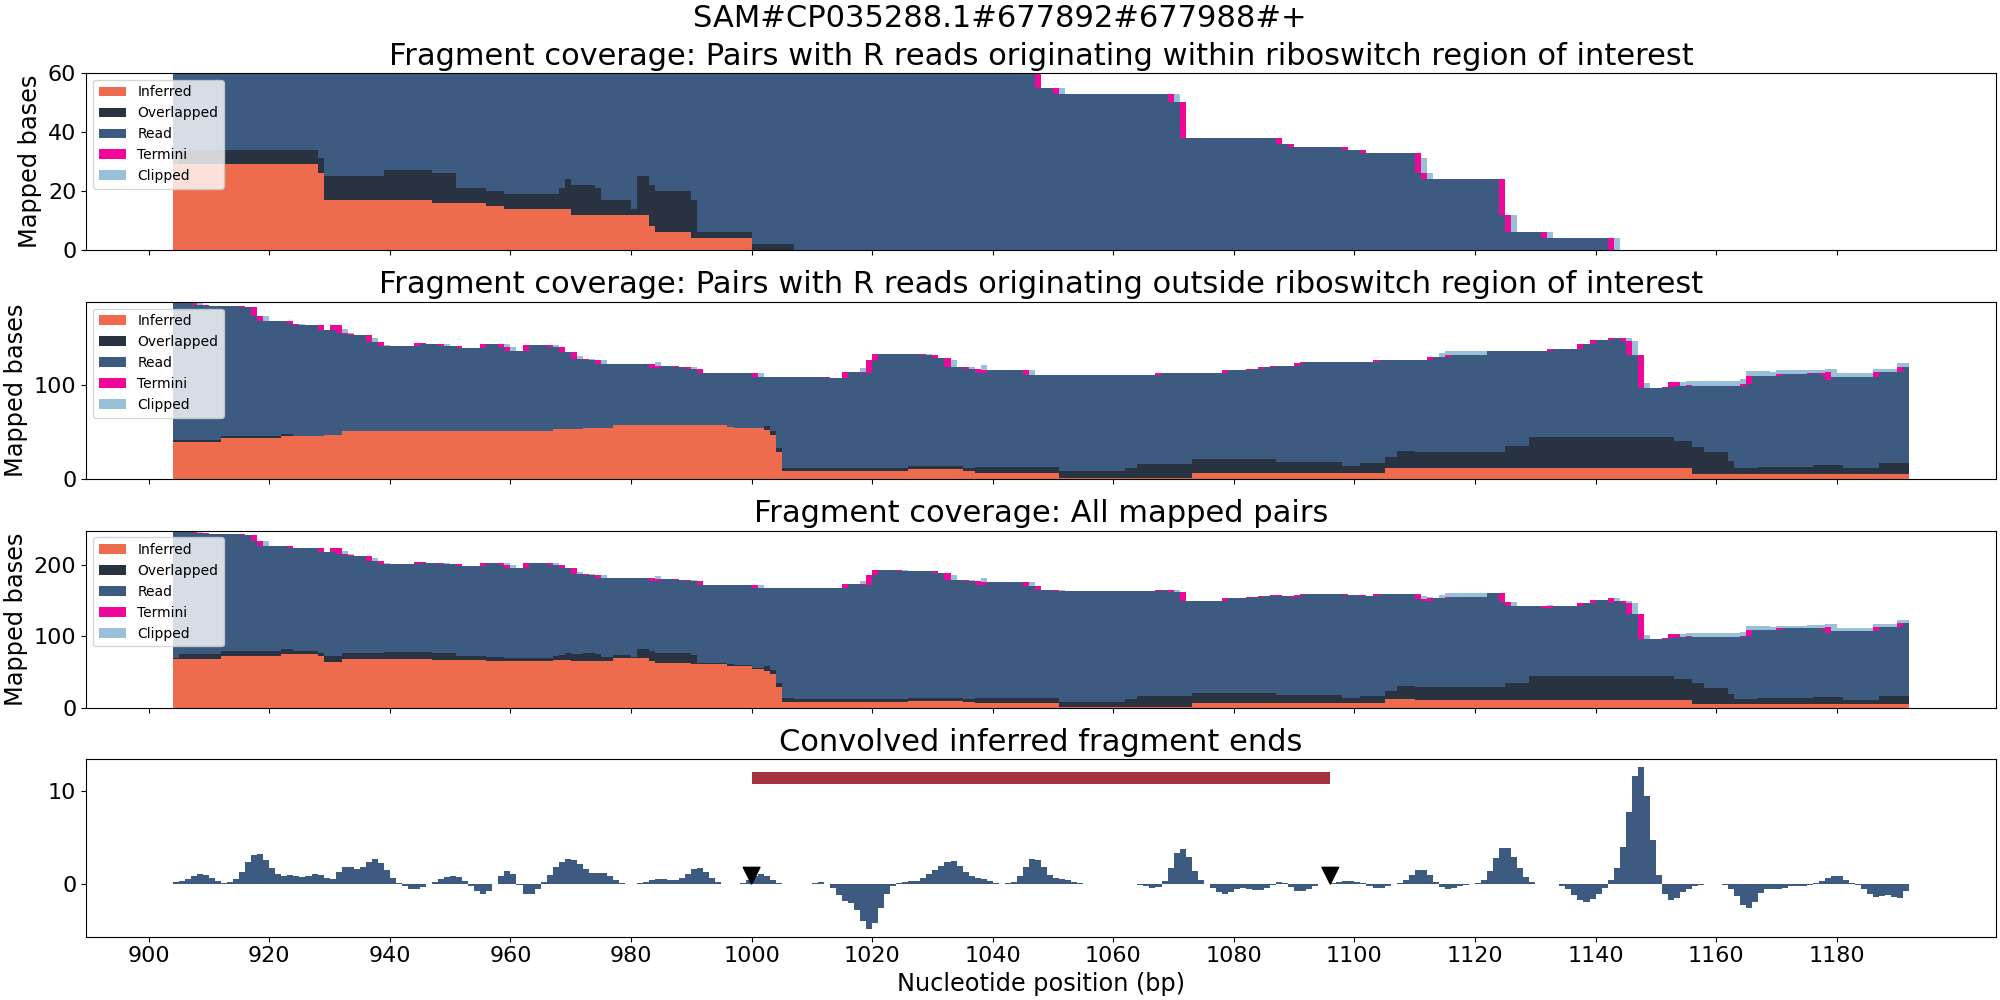 SAM#CP035288.1#677892#677988#+
Fragment coverage: Pairs with R reads originating within riboswitch region of interest
Mapped bases
60
40
20
0
Inferred
Overlapped
Read
Termini
Clipped
Fragment coverage: Pairs with R reads originating outside riboswitch region of interest
Mapped bases
100
0
Inferred
Overlapped
Read
Termini
Clipped
Fragment coverage: All mapped pairs
Mapped bases
200
100
0
Inferred
Overlapped
Read
Termini
Clipped
Convolved inferred fragment ends
10
0
900 920 940 960 980 1000 1020 1040 1060 1080 1100 1120 1140 1160 1180
Nucleotide position (bp)